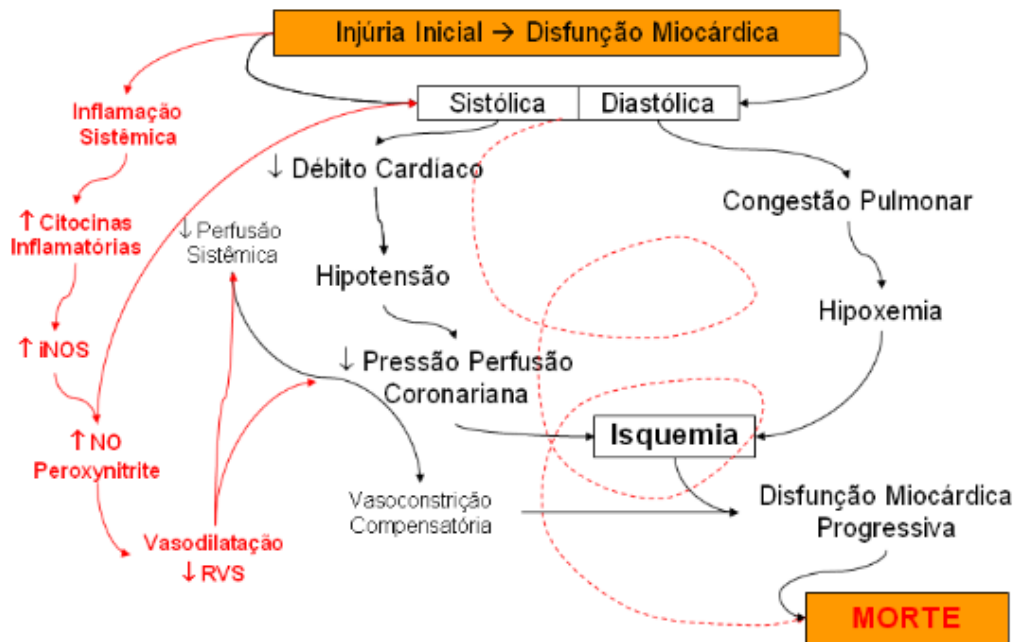 Injúria Inicial → Disfunção Miocárdica
Sistólica
Diastólica
Inflamação
Sistêmica
↑ Citocinas
Inflamatórias
↑ iNOS
↑ NO
Peroxynitrite
Vasodilatação
↓ RVS
↓ Perfusão
Sistêmica
↓ Débito Cardíaco
Hipotensão
↓ Pressão Perfusão
Coronariana
Vasoconstrição
Compensatória
Congestão Pulmonar
Hipoxemia
Isquemia
Disfunção Miocárdica
Progressiva
MORTE